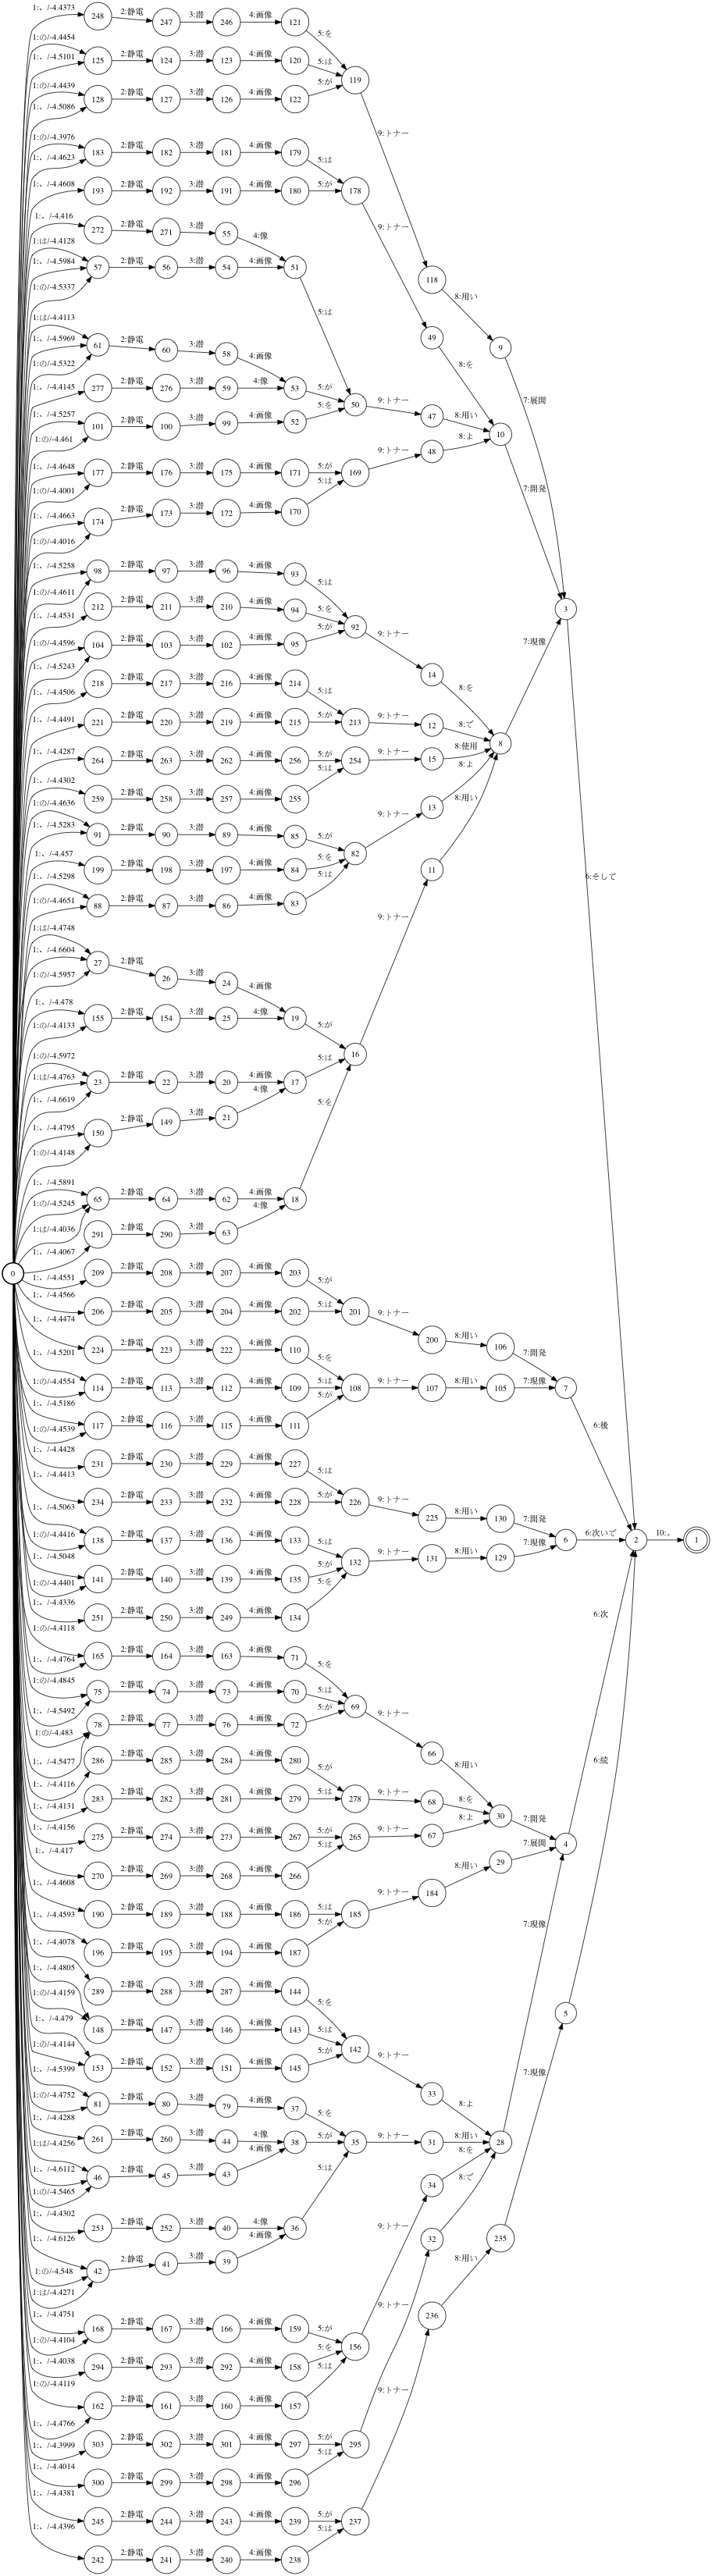 1:、/-4.4373 248 2:静電 247 3:潜 246 4:画像 121 5:を
1:の/-4.4454
1:、/-4.5101 125 2:静電 124 3:潜 123 4:画像 120 5:は 119
1:の/-4.4439
1:、/-4.5086 128 2:静電 127 3:潜 126 4:画像 122 5:が
9:トナー
1:の/-4.3976
1:、/-4.4623 183 2:静電 182 3:潜 181 4:画像 179 5:は
1:、/-4.4608 193 2:静電 192 3:潜 191 4:画像 180 5:が 178
9:トナー
1:、/-4.416 272 2:静電 271 3:潜 55 4:像
1:は/-4.4128
1:、/-4.5984 57 2:静電 56 3:潜 54 4:画像 51
1:の/-4.5337
118 8:用い
5:は
1:は/-4.4113
1:、/-4.5969 61 2:静電 60 3:潜 58 4:画像 49 8:を 9 7:展開
1:の/-4.5322
1:、/-4.4145 277 2:静電 276 3:潜 59 4:像 53 5:が
1:、/-4.5257 101 2:静電 100 3:潜 99 4:画像 52 5:を 50 9:トナー 47 8:用い 10
1:の/-4.461
1:、/-4.4648 177 2:静電 176 3:潜 175 4:画像 171 5:が 169 9:トナー 48 8:よ
1:の/-4.4001
7:開発
1:、/-4.4663 174 2:静電 173 3:潜 172 4:画像 170 5:は
1:の/-4.4016
1:、/-4.5258 98 2:静電 97 3:潜 96 4:画像 93 5:は
1:の/-4.4611
1:、/-4.4531 212 2:静電 211 3:潜 210 4:画像 94 5:を 92 3
1:の/-4.4596 104 2:静電 103 3:潜 102 4:画像 95 5:が 9:トナー 7:現像
1:、/-4.5243
1:、/-4.4506 218 2:静電 217 3:潜 216 4:画像 214 5:は 14 8:を
1:、/-4.4491 221 2:静電 220 3:潜 219 4:画像 215 5:が 213 9:トナー 12 8:で 8
1:、/-4.4287 264 2:静電 263 3:潜 262 4:画像 256 5:が 254 9:トナー 15 8:使用
1:、/-4.4302 259 2:静電 258 3:潜 257 4:画像 255 5:は 13 8:よ
1:の/-4.4636
1:、/-4.5283 91 2:静電 90 3:潜 89 4:画像 85 5:が 9:トナー 8:用い
1:、/-4.457 199 2:静電 198 3:潜 197 4:画像 84 5:を 82 11
1:、/-4.5298 88 2:静電 87 3:潜 86 4:画像 83 5:は 6:そして
1:の/-4.4651
9:トナー
1:は/-4.4748
1:、/-4.6604 27 2:静電 26 3:潜 24 4:画像
1:の/-4.5957
1:、/-4.478 155 2:静電 154 3:潜 25 4:像 19 5:が
1:の/-4.4133
16
1:の/-4.5972
1:は/-4.4763 23 2:静電 22 3:潜 20 4:画像 17 5:は
1:、/-4.6619
1:、/-4.4795 150 2:静電 149 3:潜 21 4:像 5:を
1:の/-4.4148
1:、/-4.5891
1:の/-4.5245 65 2:静電 64 3:潜 62 4:画像 18
1:は/-4.4036
1:、/-4.4067 291 2:静電 290 3:潜 63 4:像
0
1:、/-4.4551 209 2:静電 208 3:潜 207 4:画像 203 5:が
1:、/-4.4566 206 2:静電 205 3:潜 204 4:画像 202 5:は 201 9:トナー
1:、/-4.4474 224 2:静電 223 3:潜 222 4:画像 110 5:を 200 8:用い 106 7:開発
1:、/-4.5201
1:の/-4.4554 114 2:静電 113 3:潜 112 4:画像 109 5:は 108 9:トナー 107 8:用い 105 7:現像 7
1:、/-4.5186 117 2:静電 116 3:潜 115 4:画像 111 5:が 6:後
1:の/-4.4539
1:、/-4.4428 231 2:静電 230 3:潜 229 4:画像 227 5:は
1:、/-4.4413 234 2:静電 233 3:潜 232 4:画像 228 5:が 226 9:トナー 225 8:用い 130 7:開発
1:、/-4.5063
1:の/-4.4416 138 2:静電 137 3:潜 136 4:画像 133 5:は 6 6:次いで 2 10:。 1
1:、/-4.5048
1:の/-4.4401 141 2:静電 140 3:潜 139 4:画像 135 5:が 132 9:トナー 131 8:用い 129 7:現像
1:、/-4.4336 251 2:静電 250 3:潜 249 4:画像 134 5:を
1:の/-4.4118
1:、/-4.4764 165 2:静電 164 3:潜 163 4:画像 71 5:を 6:次
1:の/-4.4845
1:、/-4.5492 75 2:静電 74 3:潜 73 4:画像 70 5:は 69
1:の/-4.483 78 2:静電 77 3:潜 76 4:画像 72 5:が 9:トナー
1:、/-4.5477
1:、/-4.4116 286 2:静電 285 3:潜 284 4:画像 280 5:が 66 8:用い 6:続
1:、/-4.4131 283 2:静電 282 3:潜 281 4:画像 279 5:は 278 9:トナー 68 8:を 30 7:開発
1:、/-4.4156 275 2:静電 274 3:潜 273 4:画像 267 5:が 265 9:トナー 67 8:よ 4
1:、/-4.417 270 2:静電 269 3:潜 268 4:画像 266 5:は 29 7:展開
1:、/-4.4608 190 2:静電 189 3:潜 188 4:画像 186 5:は 185 9:トナー 184 8:用い
1:、/-4.4593 196 2:静電 195 3:潜 194 4:画像 187 5:が
1:、/-4.4078 289 2:静電 288 3:潜 287 4:画像 144 5:を 7:現像
1:、/-4.4805
1:の/-4.4159 148 2:静電 147 3:潜 146 4:画像 143 5:は 142 5
1:、/-4.479
1:の/-4.4144 153 2:静電 152 3:潜 151 4:画像 145 5:が 9:トナー 7:現像
1:、/-4.5399
1:の/-4.4752 81 2:静電 80 3:潜 79 4:画像 37 5:を 33 8:よ
1:、/-4.4288 261 2:静電 260 3:潜 44 4:像 38 5:が 35 9:トナー 31 8:用い 28
1:は/-4.4256
1:、/-4.6112 46 2:静電 45 3:潜 43 4:画像 34 8:を
1:の/-4.5465 5:は 8:で
1:、/-4.4302 253 2:静電 252 3:潜 40 4:像 36 9:トナー 32 235
1:、/-4.6126
1:の/-4.548 42 2:静電 41 3:潜 39 4:画像 8:用い
1:は/-4.4271
1:、/-4.4751 9:トナー 236
1:の/-4.4104 168 2:静電 167 3:潜 166 4:画像 159 5:が
1:、/-4.4038 294 2:静電 293 3:潜 292 4:画像 158 5:を 156
1:の/-4.4119 162 2:静電 161 3:潜 160 4:画像 157 5:は 9:トナー
1:、/-4.4766
1:、/-4.3999 303 2:静電 302 3:潜 301 4:画像 297 5:が 295
1:、/-4.4014 300 2:静電 299 3:潜 298 4:画像 296 5:は
1:、/-4.4381 245 2:静電 244 3:潜 243 4:画像 239 5:が 237
1:、/-4.4396 242 2:静電 241 3:潜 240 4:画像 238 5:は